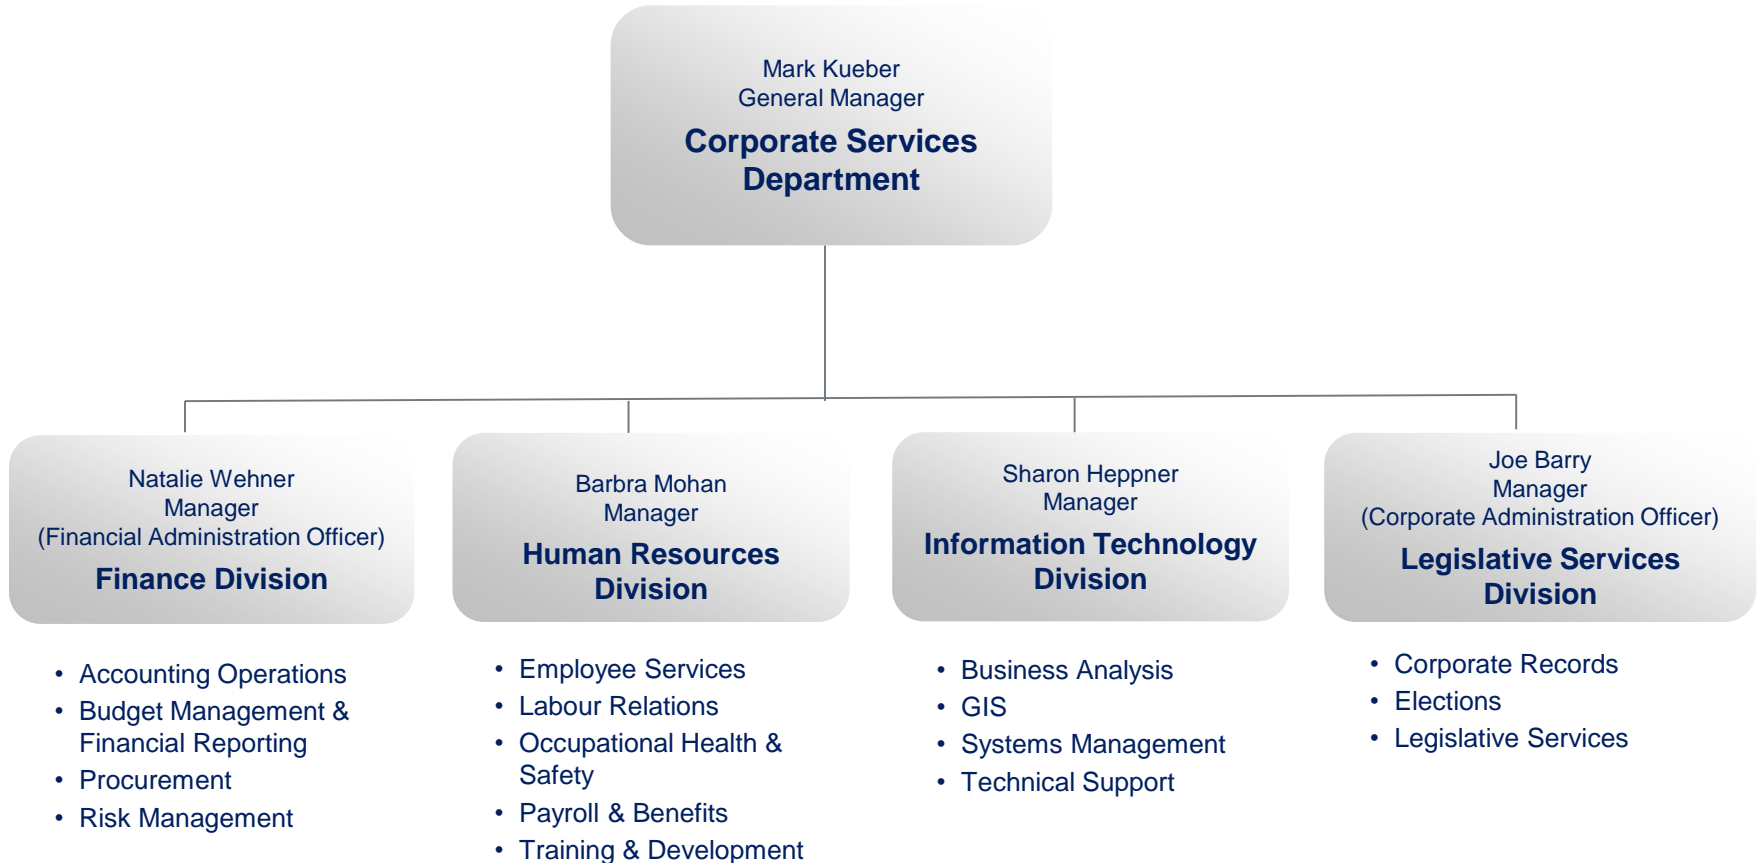 Mark Kueber
General Manager
Corporate Services
Department
Natalie Wehner
Manager
(Financial Administration Officer)
Finance Division
• Accounting Operations
• Budget Management &
Financial Reporting
• Procurement
• Risk Management
Barbra Mohan
Manager
Human Resources
Division
• Employee Services
• Labour Relations
• Occupational Health &
Safety
• Payroll & Benefits
• Training & Development
Sharon Heppner
Manager
Information Technology
Division
• Business Analysis
• GIS
• Systems Management
• Technical Support
Joe Barry
Manager
(Corporate Administration Officer)
Legislative Services
Division
• Corporate Records
• Elections
• Legislative Services